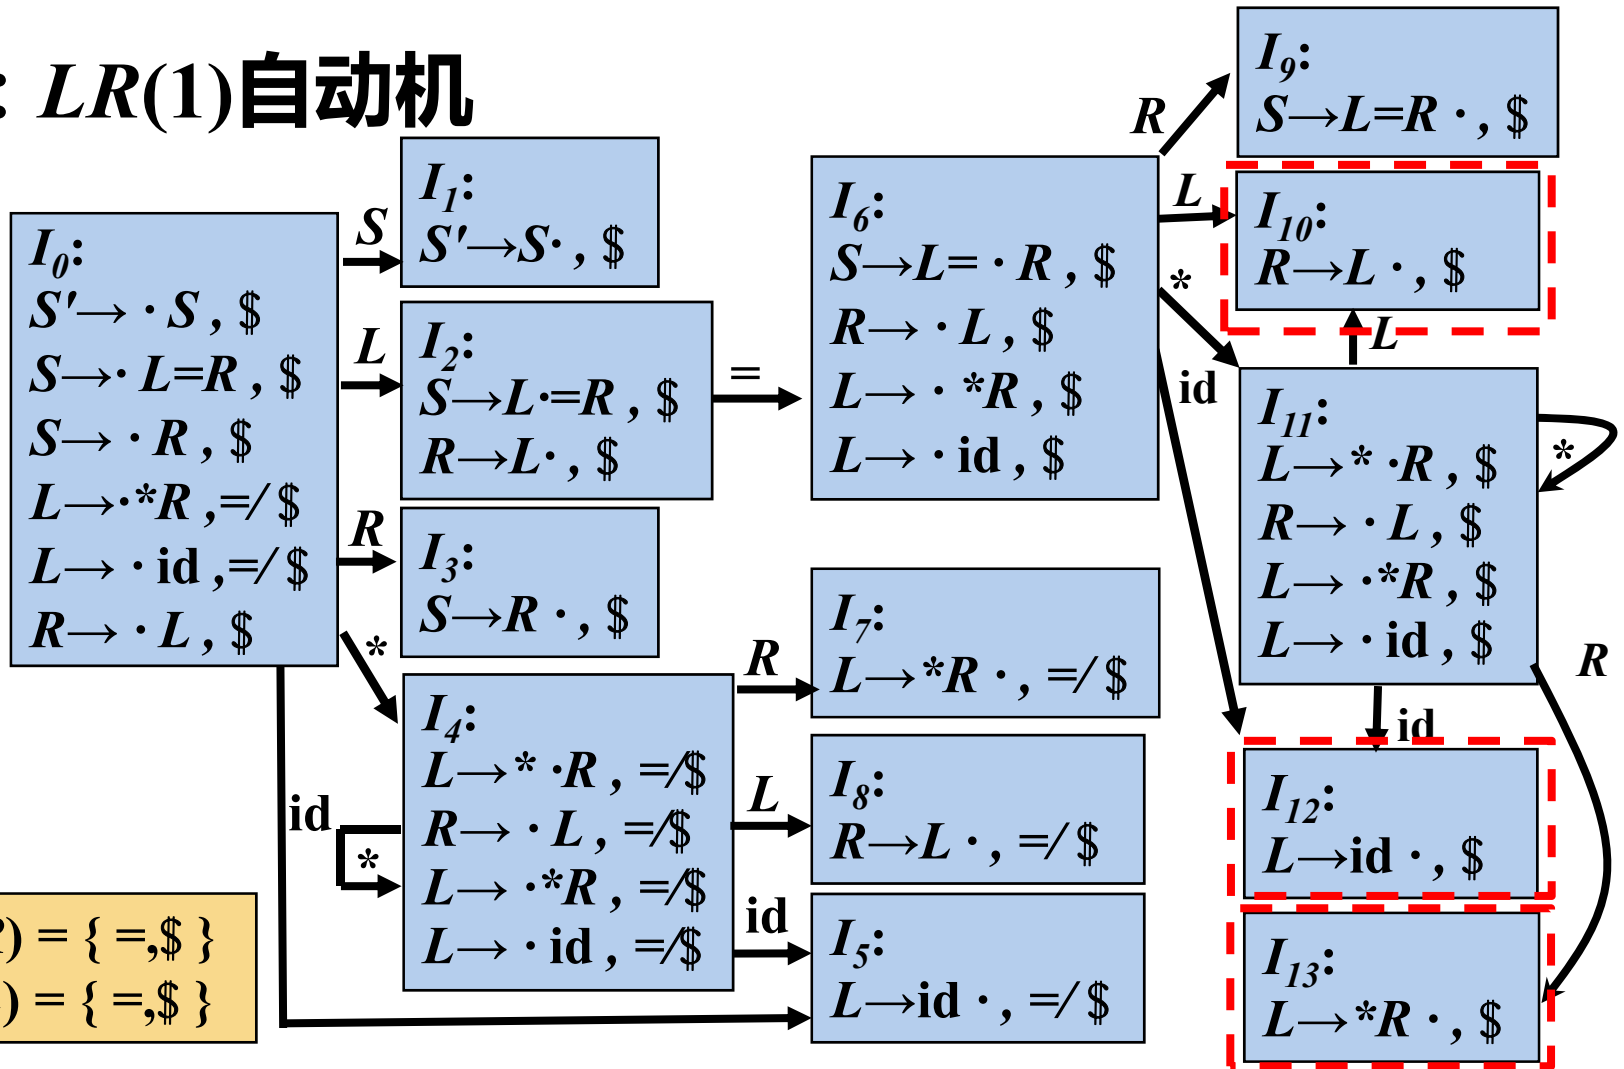 : LR(1)自动机
I0:
S'→ · S , $
S→· L=R , $
S→ · R , $
L→·*R ,=/ $
L→ · id ,=/ $
R→ · L , $
S
L
R
*
id
I1:
S'→S· , $
I2:
S→L·=R , $
R→L· , $
=
I3:
S→R · , $
I4:
L→* ·R , =/$
R→ · L , =/$
L→ ·*R , =/$
L→ · id , =/$
*
R
L
id
I6:
S→L= · R , $
R→ · L , $
L→ · *R , $
L→ · id , $
R
L
*
id
I7:
L→*R · , =/ $
I8:
R→L · , =/ $
I5:
L→id · , =/ $
I9:
S→L=R · , $
I10:
R→L · , $
L
I11:
L→* ·R , $
R→ · L , $
L→ ·*R , $
L→ · id , $
*
R
id
I12:
L→id · , $
I13:
L→*R · , $
) = { =,$ }
) = { =,$ }